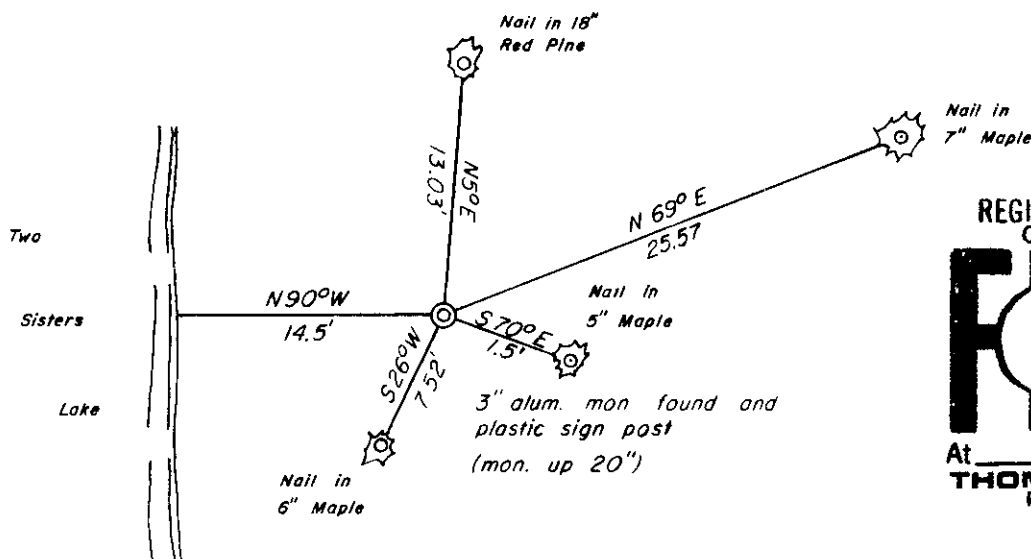 Nail in 18"
Red Pine
Nail in
7" Maple
N5°E
13.03'
N 69° E
25.57
Two
Sisters
Lake
N90°W
14.5'
Nail in
5" Maple
S 70° E
1.5'
S26°W
7.52'
3" alum. mon found and
plastic sign post
(mon. up 20")
Nail in
6" Maple
REGI
At
THOM